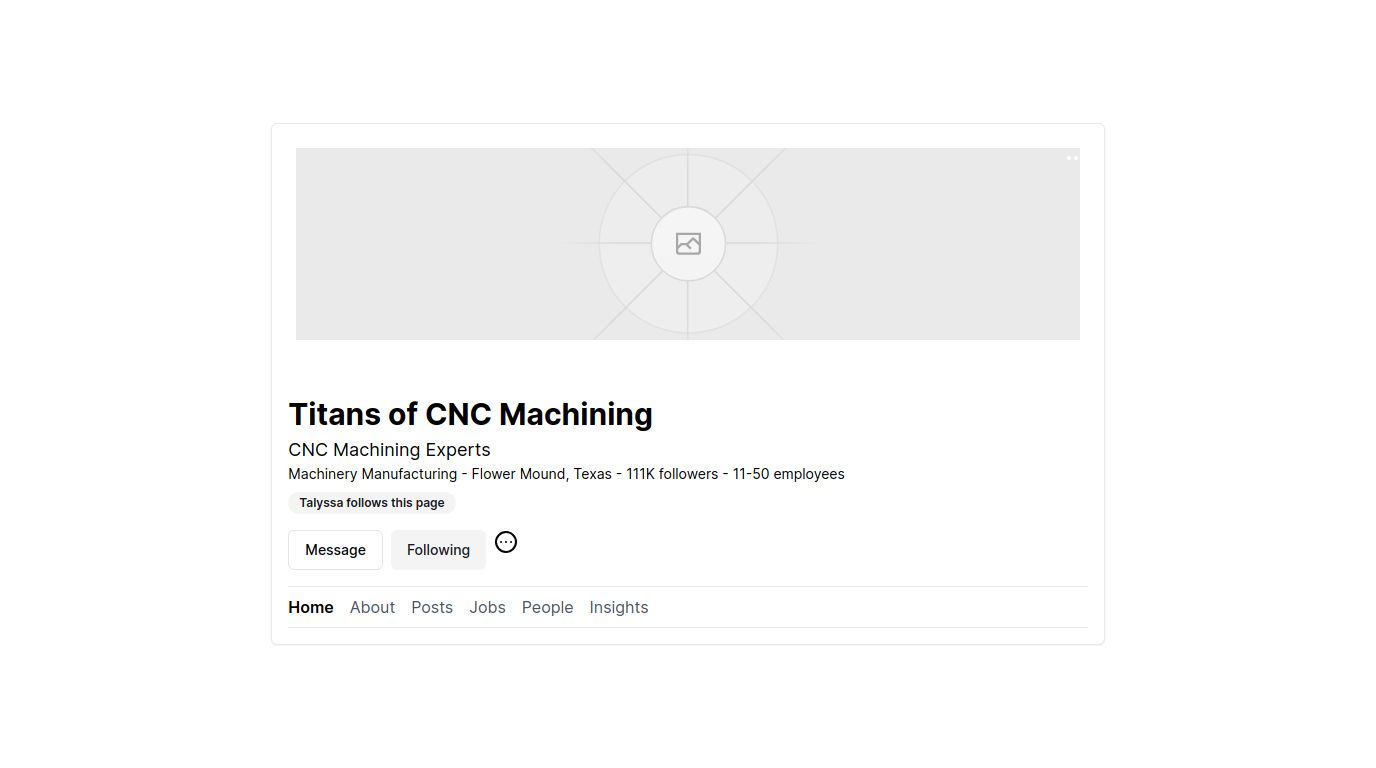 Titans of CNC Machining
CNC Machining Experts
Machinery Manufacturing - Flower Mound, Texas - 111K followers - 11-50 employees
Talyssa follows this page
Message Following
Home About Posts Jobs People Insights